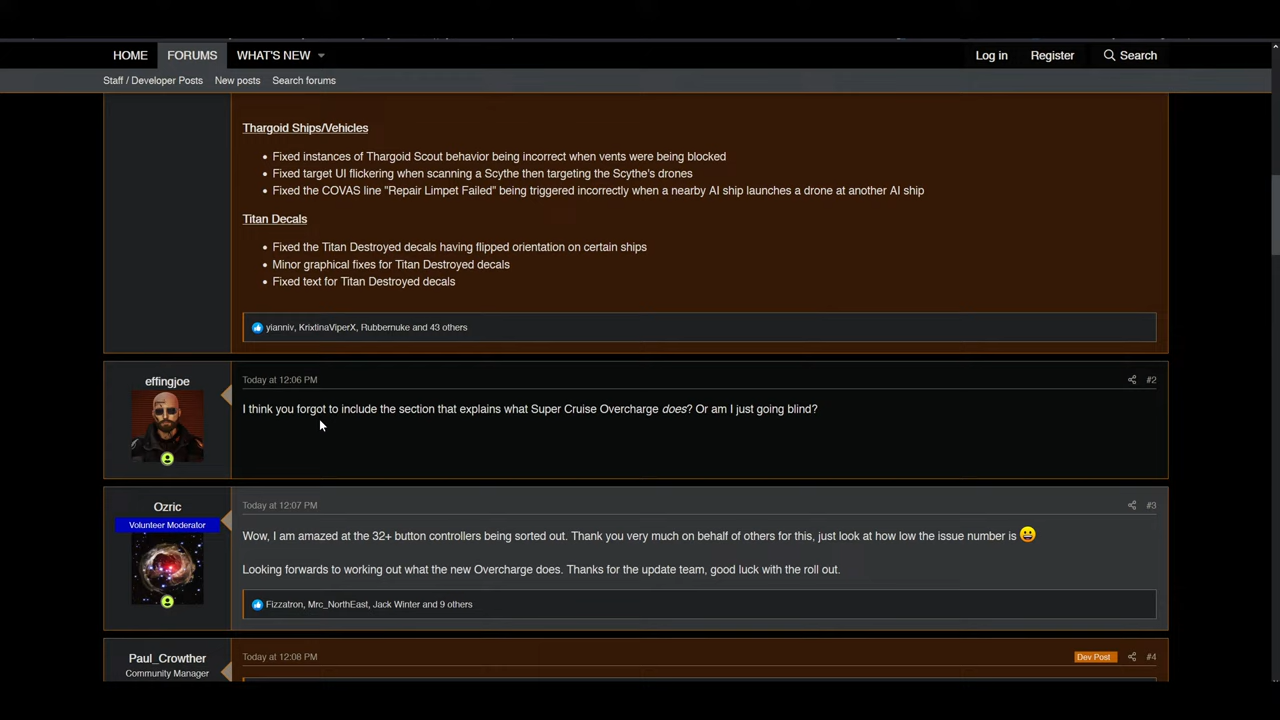 HOME FORUMS WHAT'S NEW Log in Register Search
Staff / Developer Posts New posts Search forums
Thargoid Ships/Vehicles
Fixed instances of Thargoid Scout behavior being incorrect when vents were being blocked
Fixed target UI flickering when scanning a Scythe then targeting the Scythe's drones
Fixed the COVAS line "Repair Limpet Failed" being triggered incorrectly when a nearby AI ship launches a drone at another AI ship
Titan Decals
Fixed the Titan Destroyed decals having flipped orientation on certain ships
Minor graphical fixes for Titan Destroyed decals
Fixed text for Titan Destroyed decals
yianniv, KrixtinaViperX, Rubbernuke and 43 others
effingjoe
Today at 12:06 PM #2
I think you forgot to include the section that explains what Super Cruise Overcharge does? Or am I just going blind?
Ozric
Volunteer Moderator
Today at 12:07 PM #3
Wow, I am amazed at the 32+ button controllers being sorted out. Thank you very much on behalf of others for this, just look at how low the issue number is 😀
Looking forwards to working out what the new Overcharge does. Thanks for the update team, good luck with the roll out.
Fizzatron, Mrc_NorthEast, Jack Winter and 9 others
Paul_Crowther
Community Manager
Today at 12:08 PM Dev Post #4